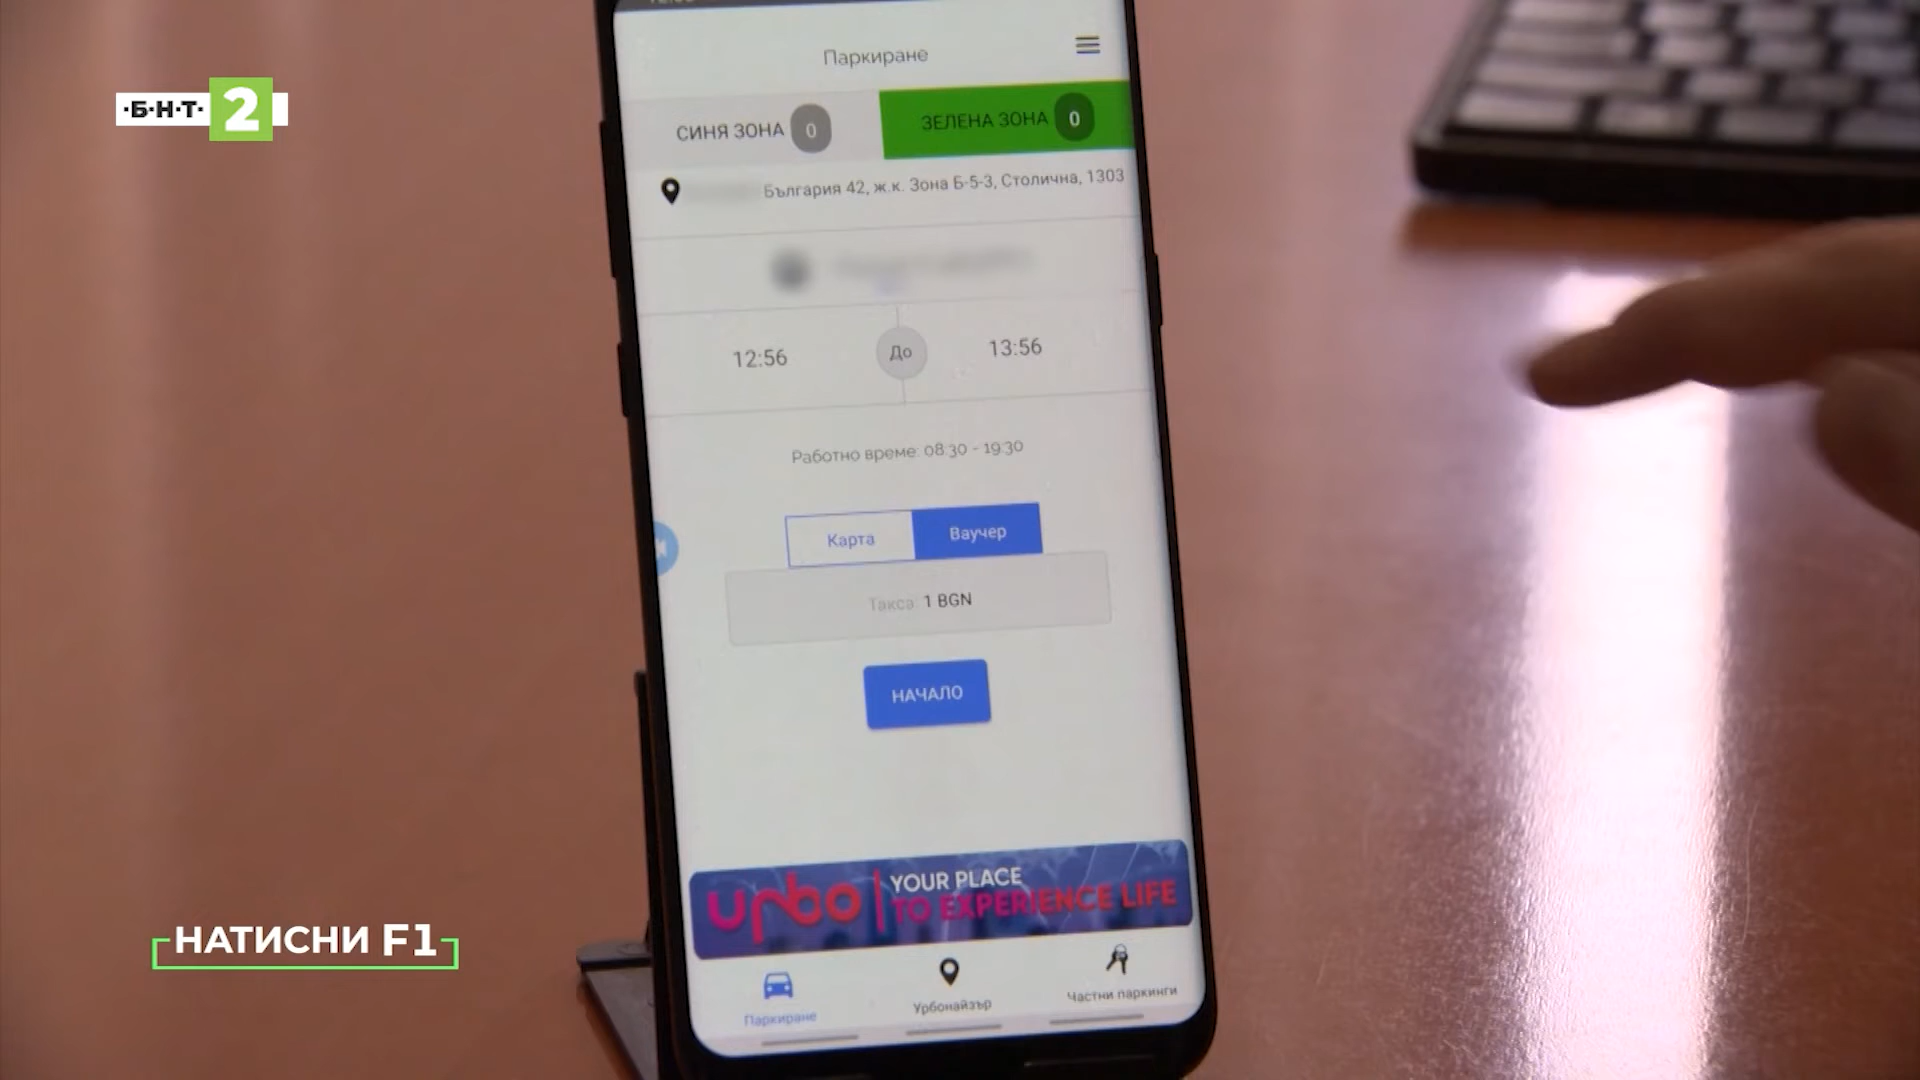 ·Б·Н·Т· 2
Паркиране
СИНЯ ЗОНА 0
ЗЕЛЕНА ЗОНА 0
България 42, ж.к. Зона Б-5-3, Столична, 1303
12:56 До 13:56
Работно време: 08:30 - 19:30
Карта Ваучер
Такса: 1 BGN
НАЧАЛО
urbo YOUR PLACE
TO EXPERIENCE LIFE
Паркиране Урбонайзър Частни паркинги
НАТИСНИ F1